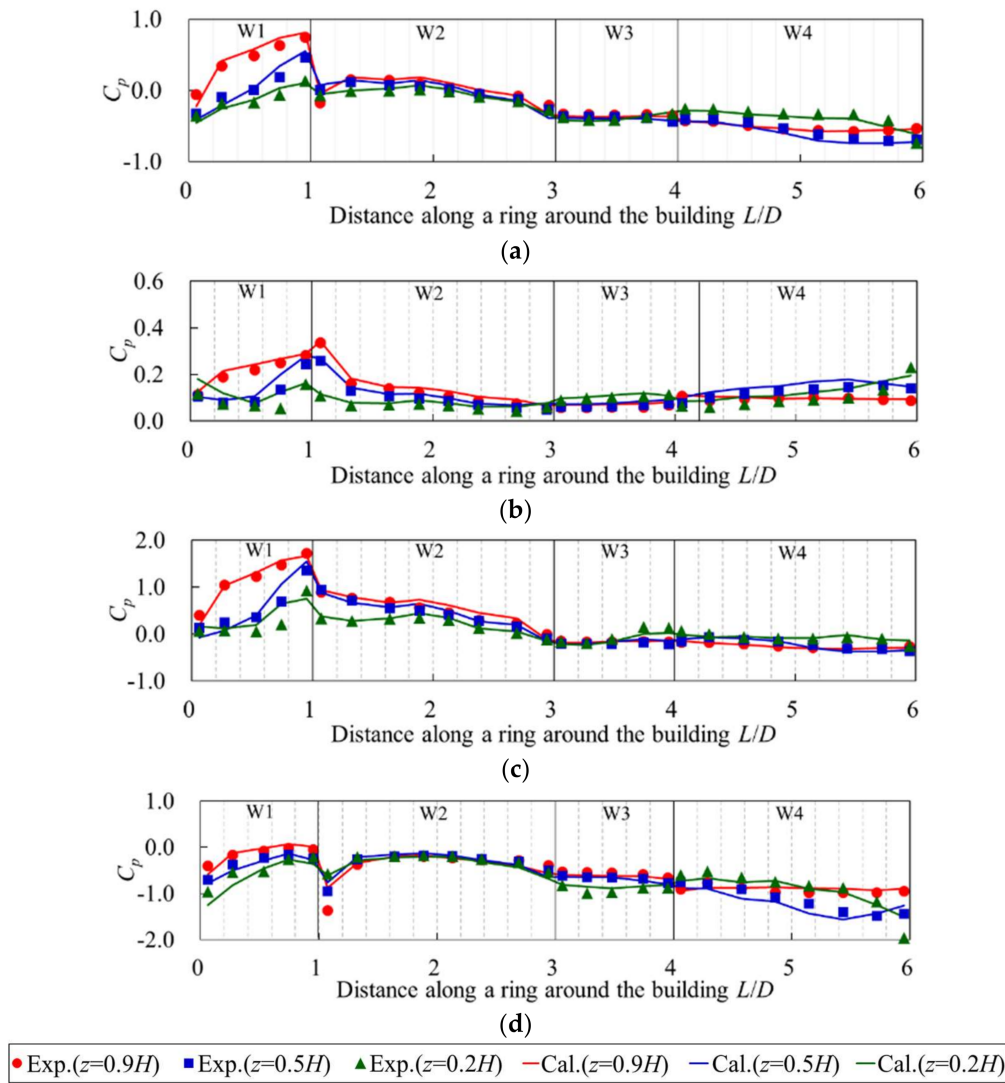 1.0
0.0
-1.0
C_p
W1 W2 W3 W4
0 1 2 3 4 5 6
Distance along a ring around the building L/D
(a)
0.6
0.4
0.2
0.0
C_p
W1 W2 W3 W4
0 1 2 3 4 5 6
Distance along a ring around the building L/D
(b)
2.0
1.0
0.0
-1.0
C_p
W1 W2 W3 W4
0 1 2 3 4 5 6
Distance along a ring around the building L/D
(c)
1.0
0.0
-1.0
-2.0
C_p
W1 W2 W3 W4
0 1 2 3 4 5 6
Distance along a ring around the building L/D
(d)
Exp.(z=0.9H) Exp.(z=0.5H) Exp.(z=0.2H) Cal.(z=0.9H) Cal.(z=0.5H) Cal.(z=0.2H)